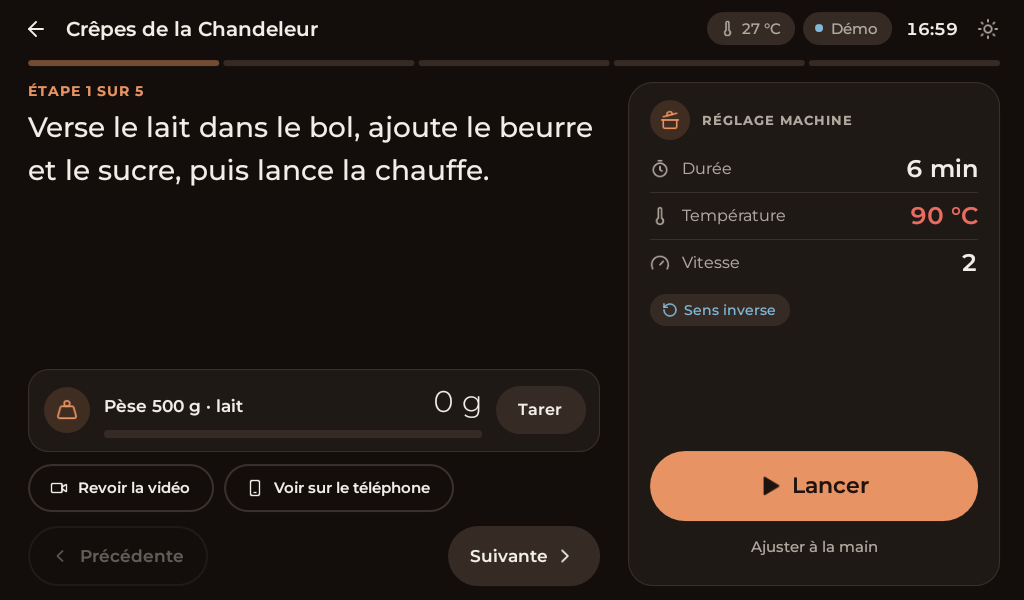 Crêpes de la Chandeleur
27 °C
Démo
16:59
ÉTAPE 1 SUR 5
Verse le lait dans le bol, ajoute le beurre
et le sucre, puis lance la chauffe.
Pèse 500 g · lait
0 g
Tarer
Revoir la vidéo
Voir sur le téléphone
Précédente
Suivante
RÉGLAGE MACHINE
Durée
6 min
Température
90 °C
Vitesse
2
Sens inverse
Lancer
Ajuster à la main